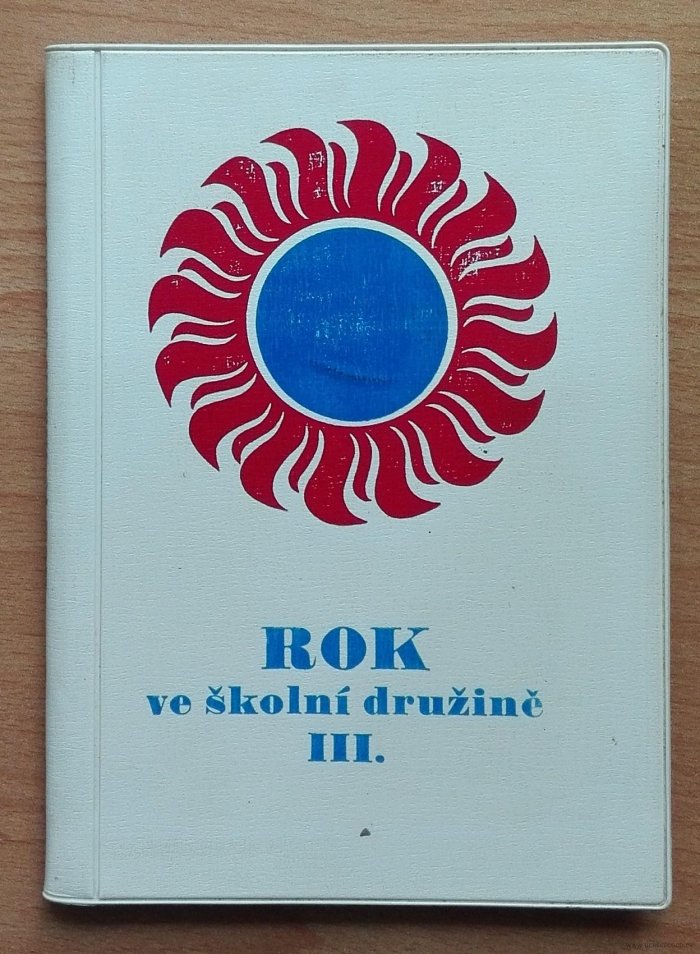 ROK
ve školní družině
III.